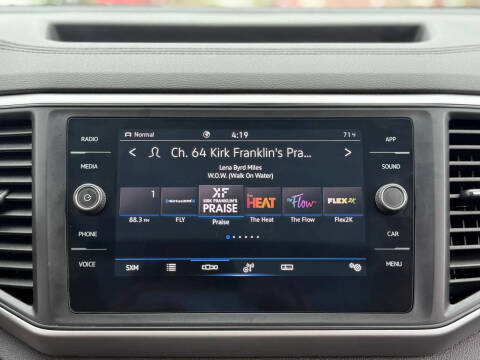 RADIO
MEDIA
PHONE
VOICE
Normal
4:19
71
Ch. 64 Kirk Franklin's Pra...
Lena Byrd Miles
W.O.W. (Walk On Water)
1
88.3 FM
FLY
XF
KIRK FRANKLIN'S
PRAISE
Praise
The
HEAT
The Heat
The
Flow
The Flow
FLEX2K
Flex2K
SXM
APP
SOUND
CAR
MENU